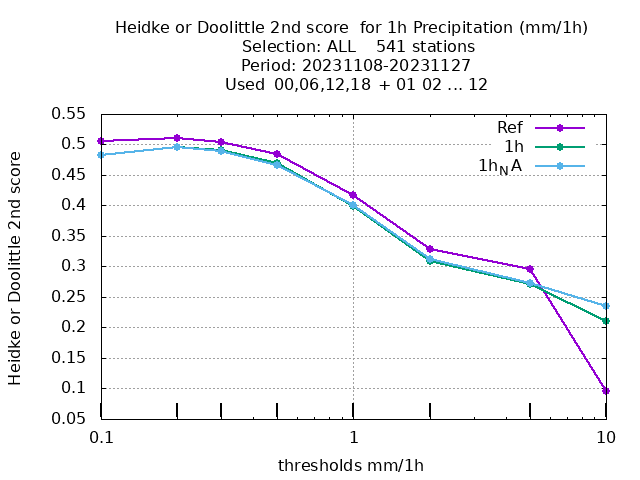 Heidke or Doolittle 2nd score  for 1h Precipitation (mm/1h)
Selection: ALL    541 stations
Period: 20231108-20231127
Used  00,06,12,18 + 01 02 ... 12
Ref
1h
1h_NA
Heidke or Doolittle 2nd score
0.55
0.5
0.45
0.4
0.35
0.3
0.25
0.2
0.15
0.1
0.05
0.1
1
10
thresholds mm/1h